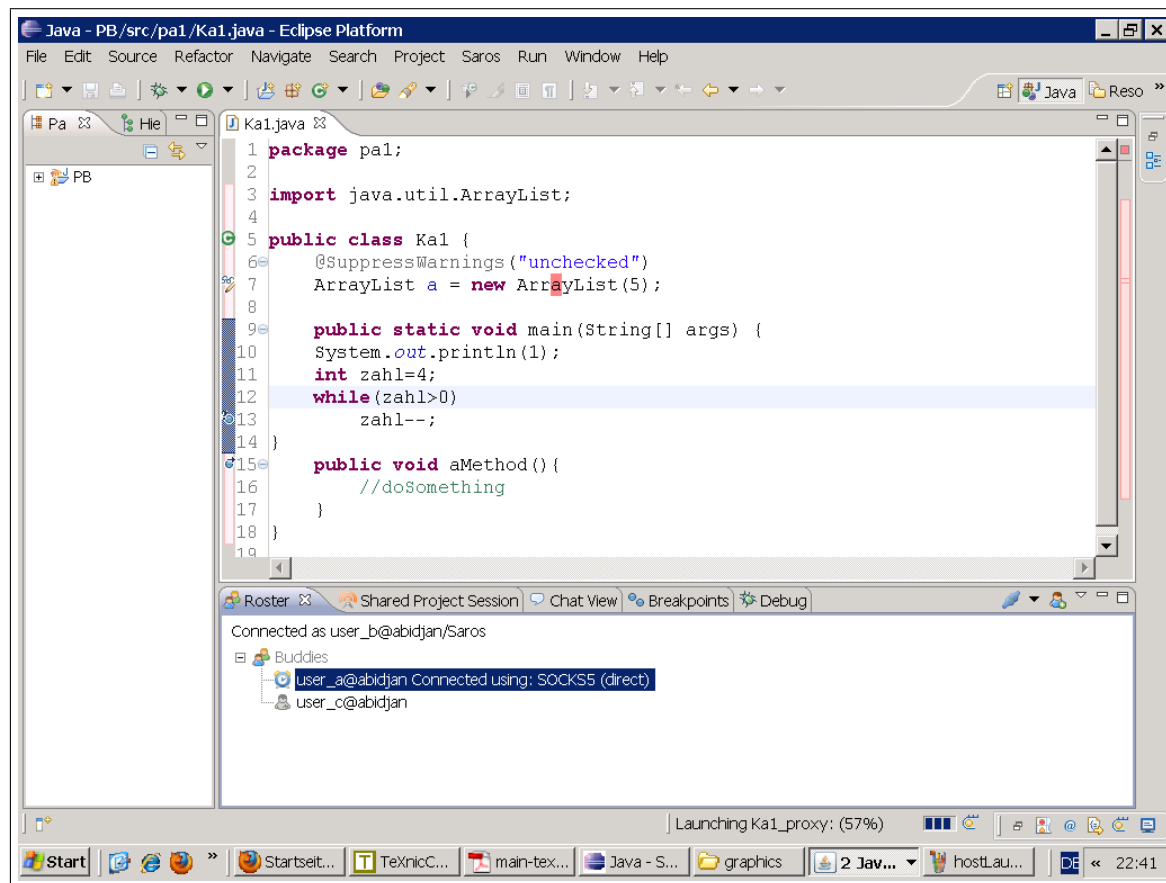 Java - PB/src/pa1/Ka1.java - Eclipse Platform
File Edit Source Refactor Navigate Search Project Saros Run Window Help
Java Reso »
Pa Hie
Ka1.java
PB
1 package pa1;
2
3 import java.util.ArrayList;
4
5 public class Ka1 {
6 @SuppressWarnings("unchecked")
7 ArrayList a = new ArrayList(5);
8
9 public static void main(String[] args) {
10 System.out.println(1);
11 int zahl=4;
12 while(zahl>0)
13 zahl--;
14 }
15 public void aMethod(){
16 //doSomething
17 }
18 }
19
Roster Shared Project Session Chat View Breakpoints Debug
Connected as user_b@abidjan/Saros
Buddies
user_a@abidjan Connected using: SOCKS5 (direct)
user_c@abidjan
Launching Ka1_proxy: (57%)
Start » Startseit... TeXnicC... main-tex... Java - S... graphics 2 Jav... hostLau... DE « 22:41